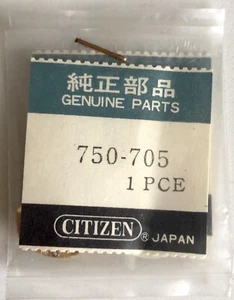 純正部品
GENUINE PARTS
750-705
1 PCE
CITIZEN ® JAPAN